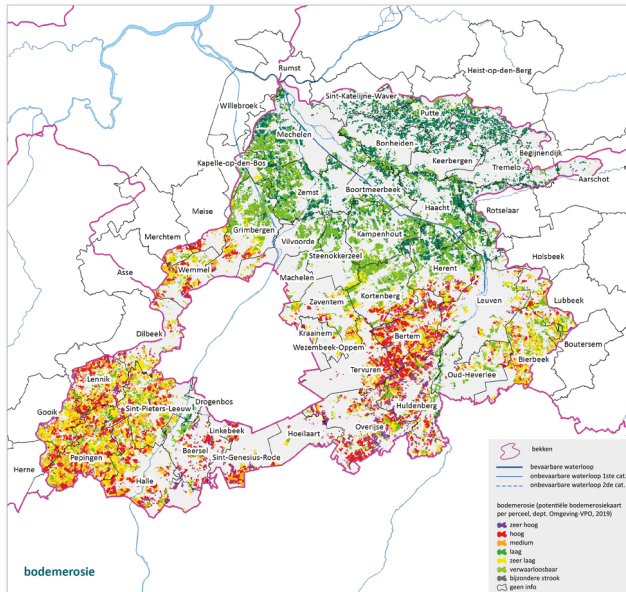 Rumst
Heist-op-den-Berg
Sint-Katelijne-Waver
Willebroek
Putte
Mechelen
Bonheiden
Begijnendijk
Kapelle-op-den-Bos
Keerbergen
Tremelo
Aarschot
Zemst
Boortmeerbeek
Meise
Haacht
Rotselaar
Grimbergen
Kampenhout
Merchtem
Vilvoorde
Steenokkerzeel
Holsbeek
Asse
Wemmel
Machelen
Herent
Leuven
Zaventem
Kortenberg
Lubbeek
Dilbeek
Kraainem
Bertem
Boutersem
Wezembeek-Oppem
Bierbeek
Tervuren
Oud-Heverlee
Lennik
Drogenbos
Huldenberg
Gooik
Sint-Pieters-Leeuw
Linkebeek
Hoeilaart
Overijse
Beersel
Pepingen
Sint-Genesius-Rode
Herne
Halle
bekken
bevaarbare waterloop
onbevaarbare waterloop 1ste cat.
onbevaarbare waterloop 2de cat.
bodemerosie (potentiële bodemerosiekaart
per perceel, dept. Omgeving-VPO, 2019)
zeer hoog
hoog
medium
laag
zeer laag
verwaarloosbaar
bijzondere strook
geen info
bodemerosie